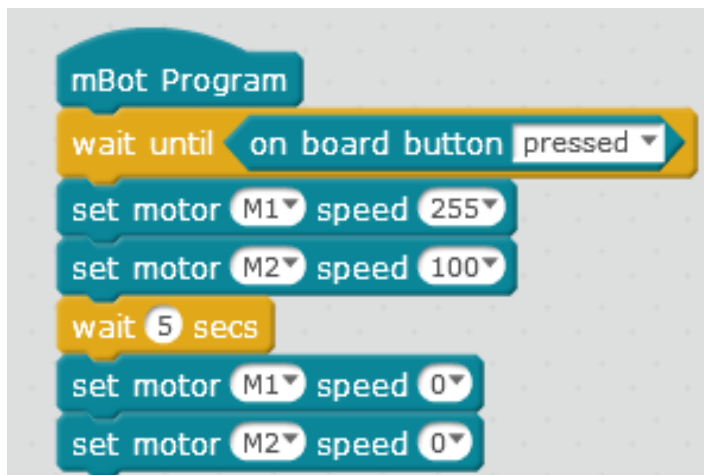 mBot Program
wait until on board button pressed
set motor M1 speed 255
set motor M2 speed 100
wait 5 secs
set motor M1 speed 0
set motor M2 speed 0